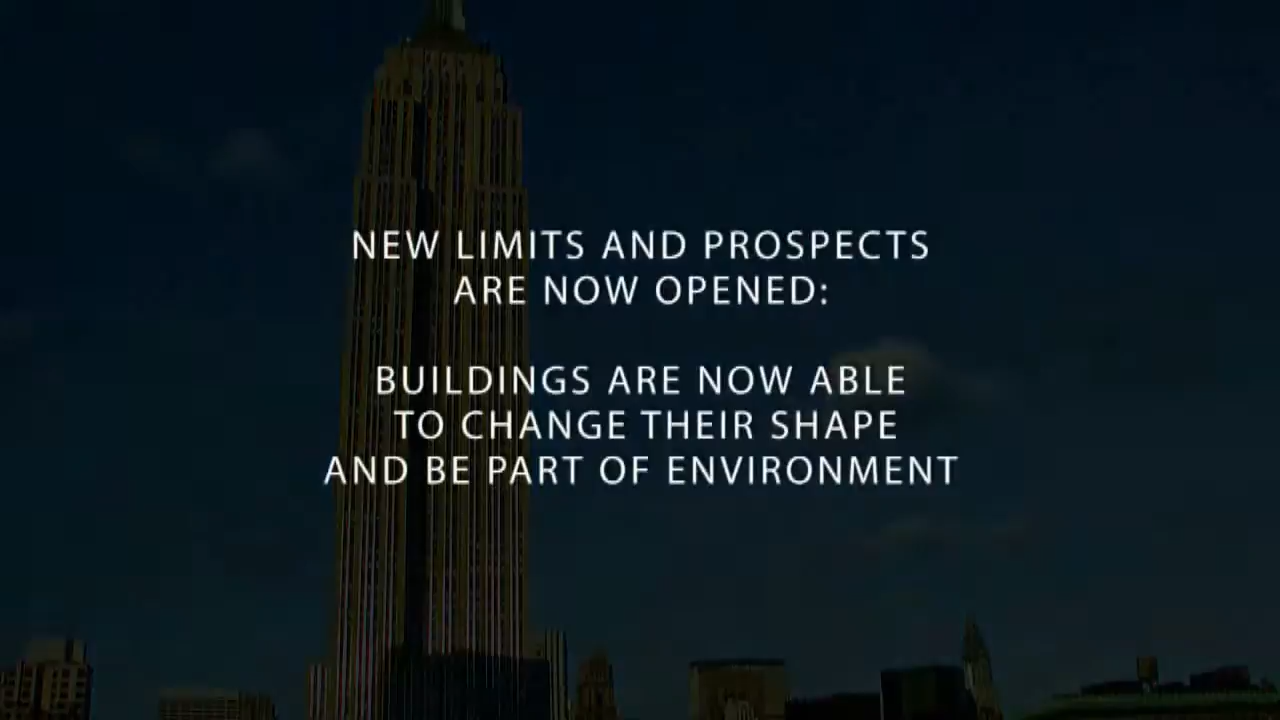 NEW LIMITS AND PROSPECTS
ARE NOW OPENED:
BUILDINGS ARE NOW ABLE
TO CHANGE THEIR SHAPE
AND BE PART OF ENVIRONMENT